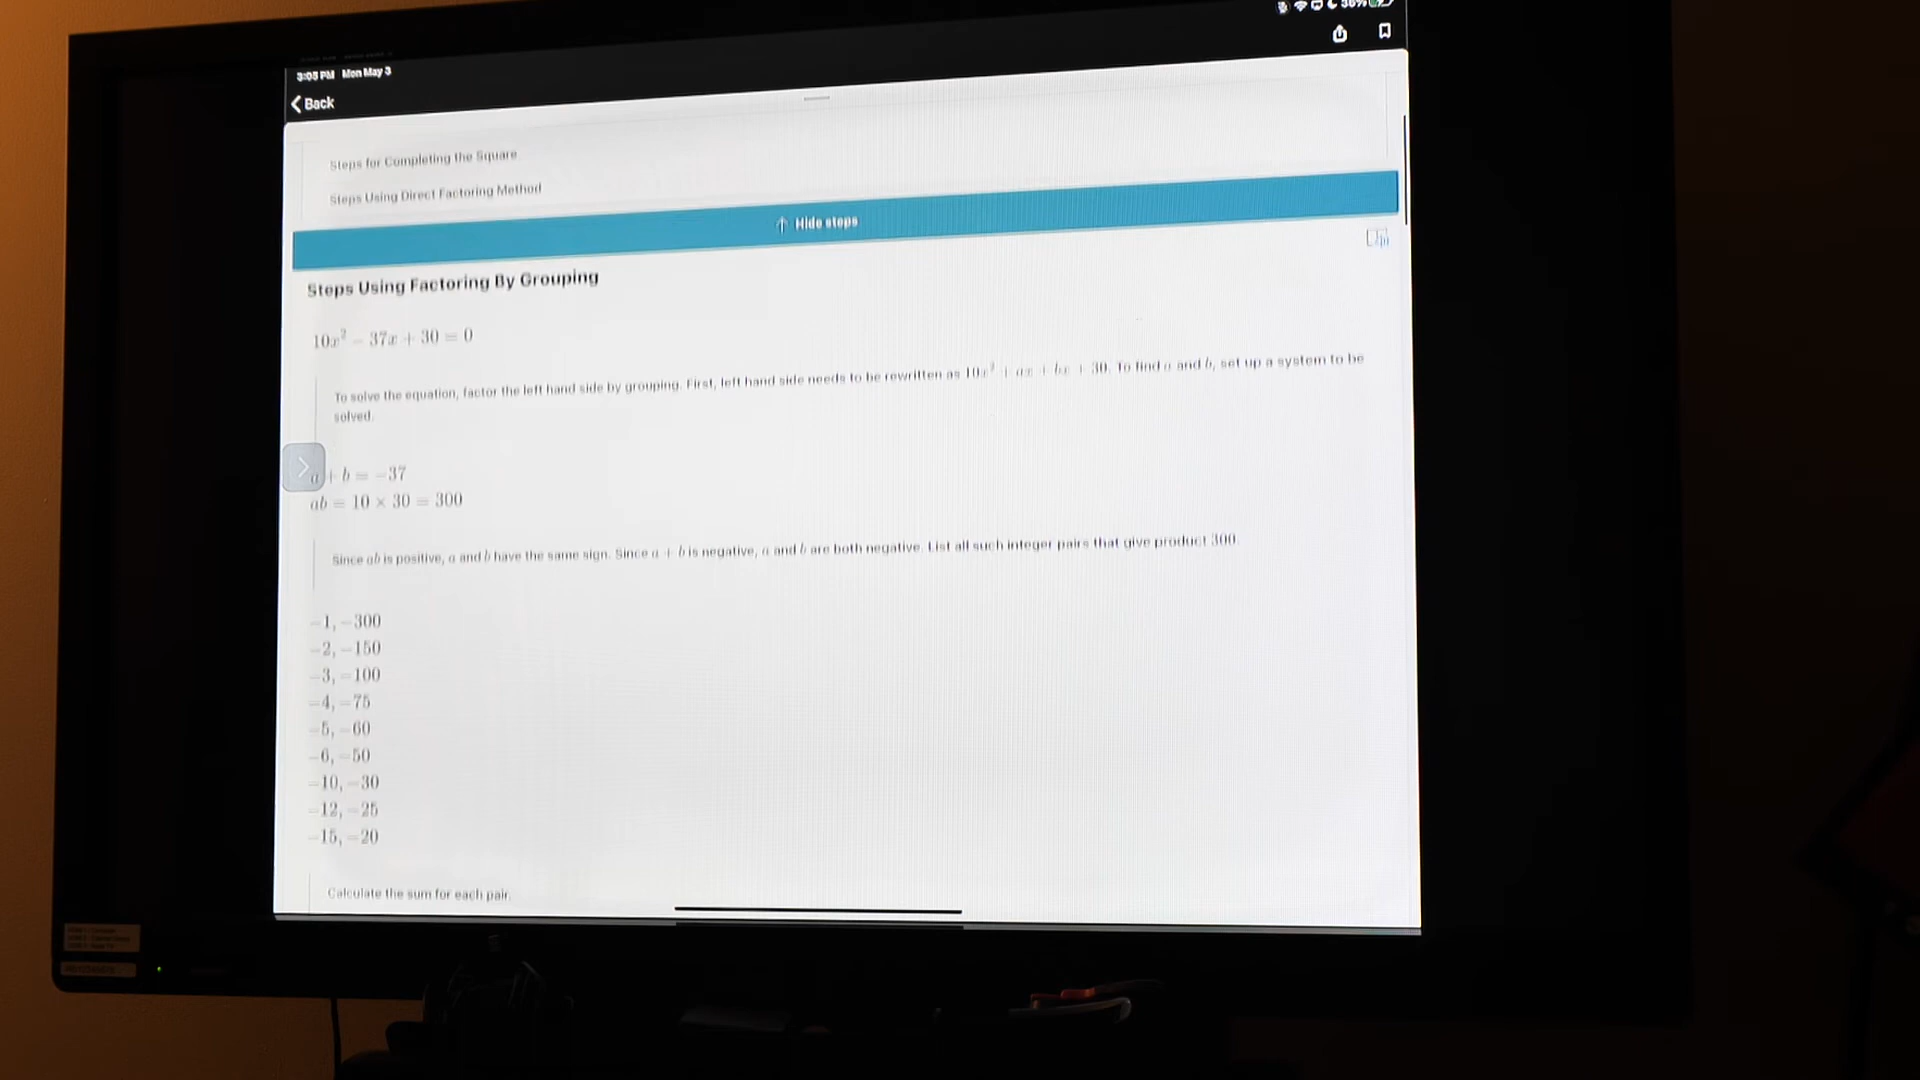 36%
3:05 PM Mon May 3
Back
Steps for Completing the Square
Steps Using Direct Factoring Method
Hide steps
Steps Using Factoring By Grouping
10x² − 37x + 30 = 0
To solve the equation, factor the left hand side by grouping. First, left hand side needs to be rewritten as 10x² + ax + bx + 30. To find a and b, set up a system to be
solved.
a + b = −37
ab = 10 × 30 = 300
Since ab is positive, a and b have the same sign. Since a + b is negative, a and b are both negative. List all such integer pairs that give product 300.
−1, −300
−2, −150
−3, −100
−4, −75
−5, −60
−6, −50
−10, −30
−12, −25
−15, −20
Calculate the sum for each pair.